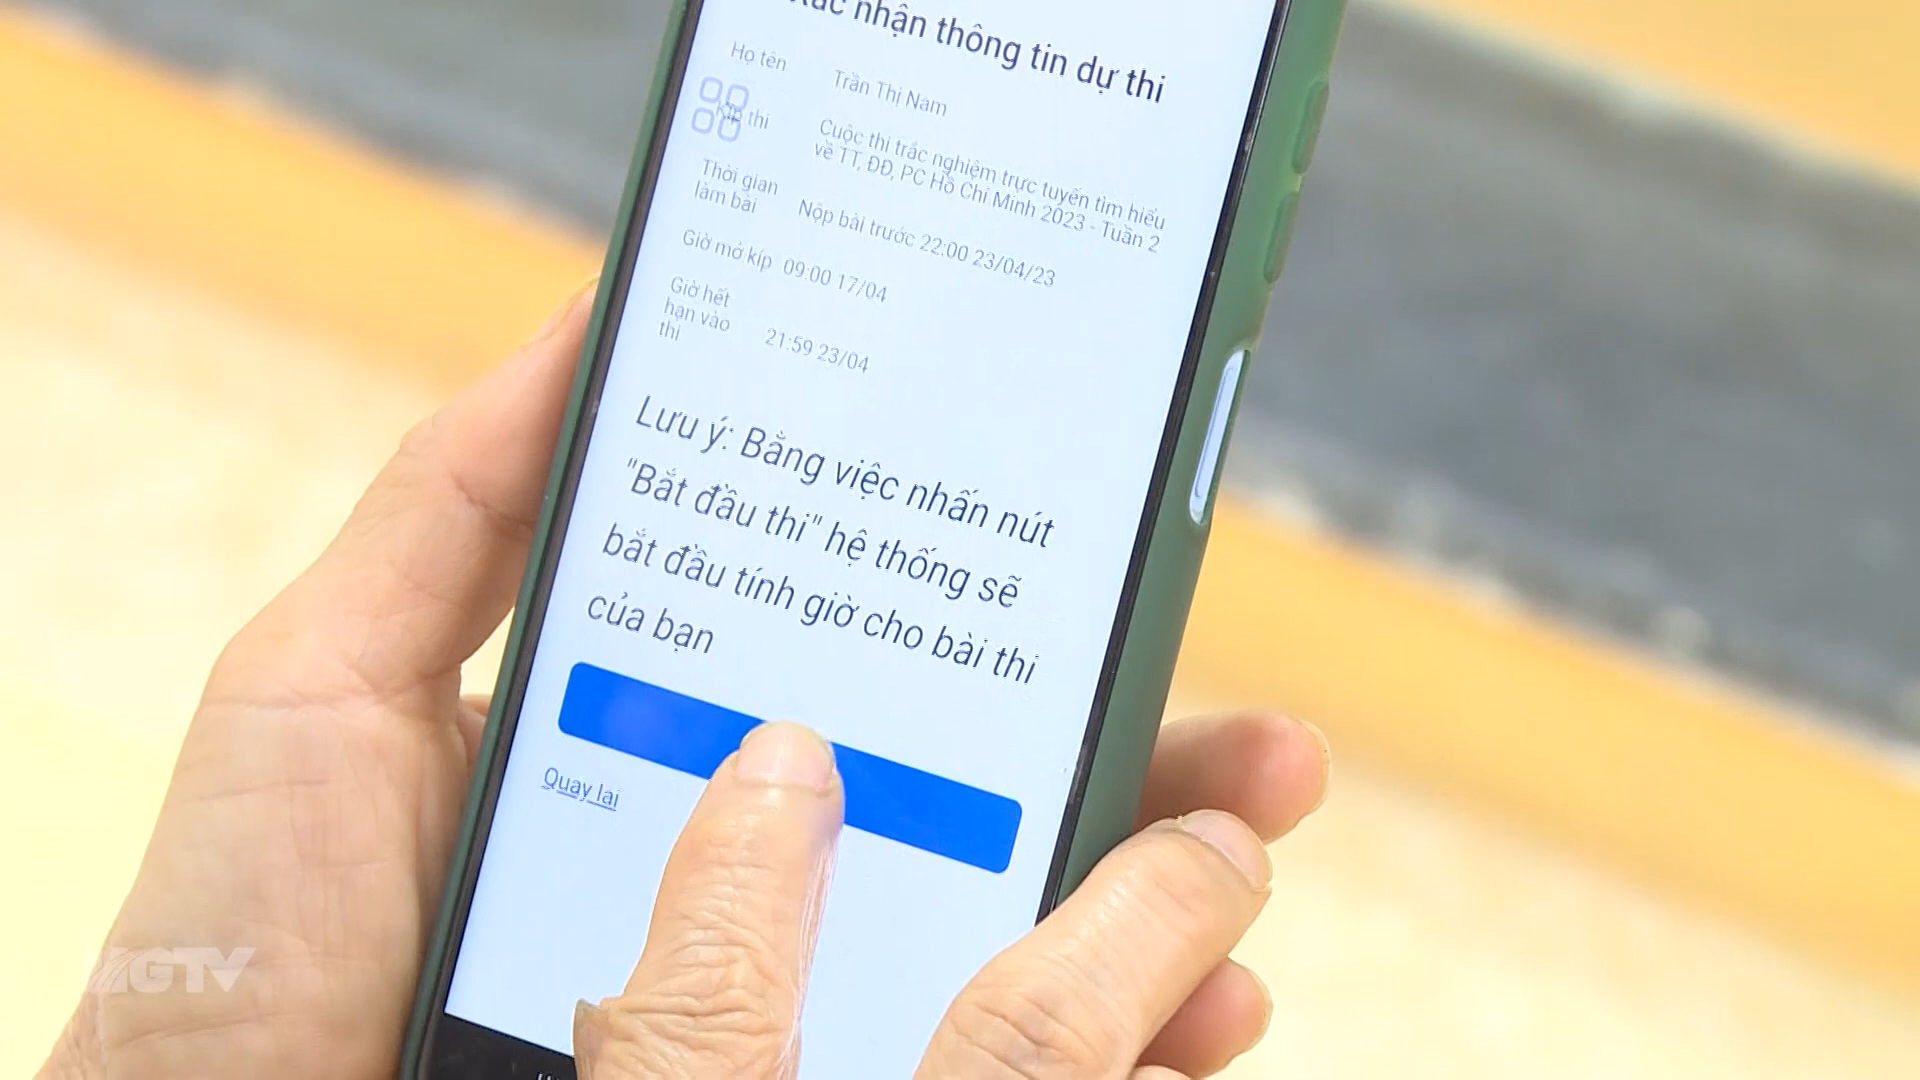 Xác nhận thông tin dự thi
Họ tên
Trần Thị Nam
Kíp thi
Cuộc thi trắc nghiệm trực tuyến tìm hiểu
về TT, ĐĐ, PC Hồ Chí Minh 2023 - Tuần 2
Thời gian
làm bài
Nộp bài trước 22:00 23/04/23
Giờ mở kíp 09:00 17/04
Giờ hết
hạn vào
thi
21:59 23/04
Lưu ý: Bằng việc nhấn nút
"Bắt đầu thi" hệ thống sẽ
bắt đầu tính giờ cho bài thi
của bạn
Quay lại